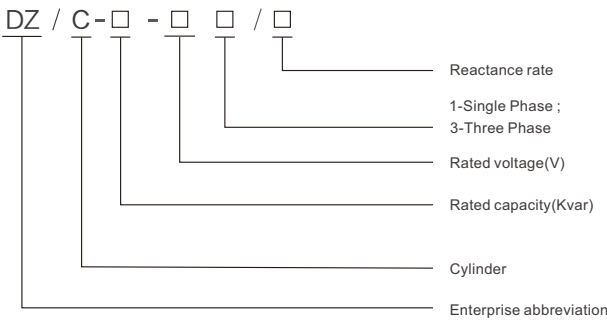 DZ / C-□ - □ □ / □
Reactance rate
1-Single Phase ;
3-Three Phase
Rated voltage(V)
Rated capacity(Kvar)
Cylinder
Enterprise abbreviation